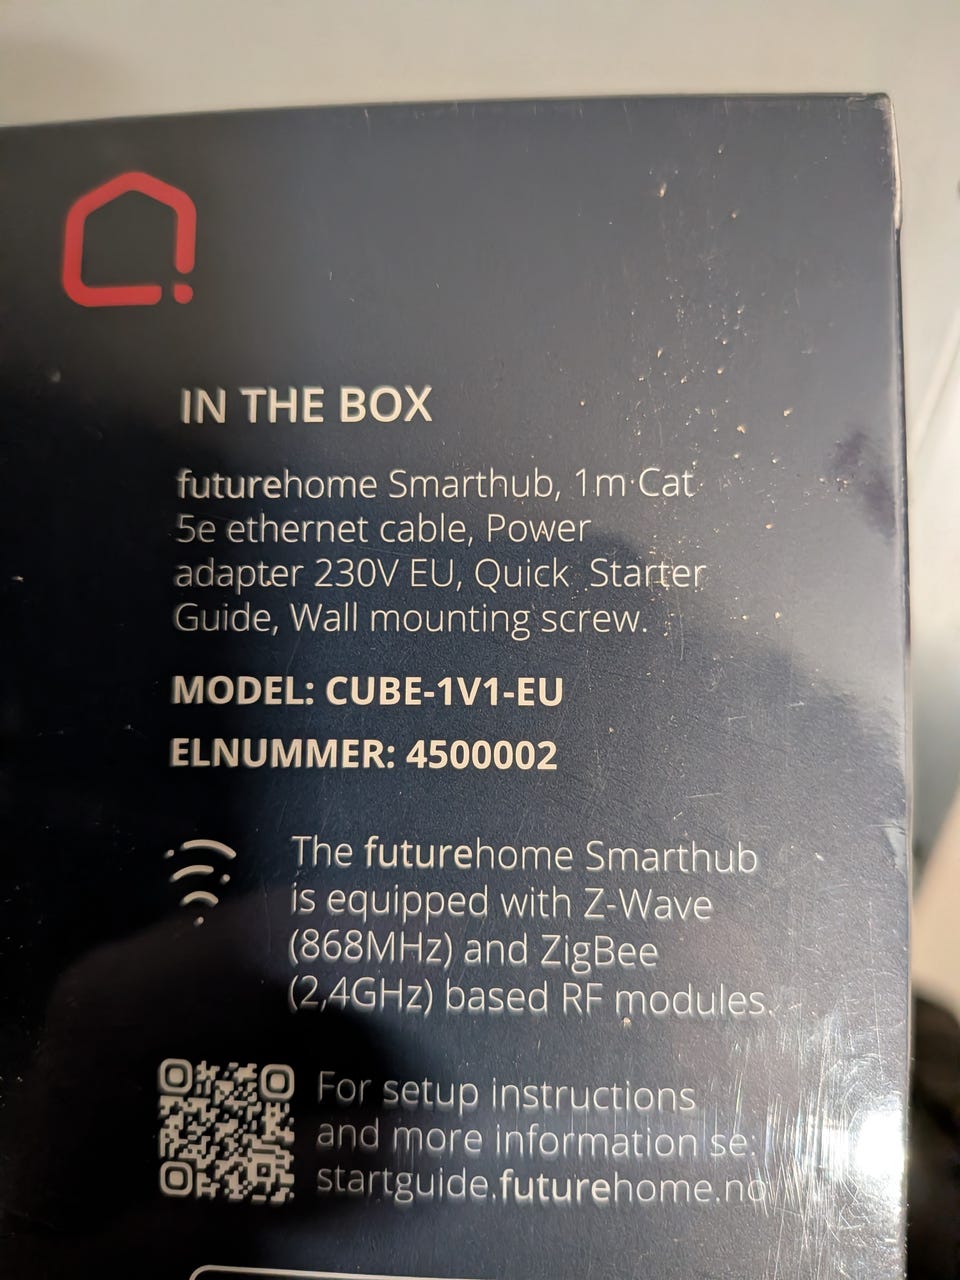 IN THE BOX
futurehome Smarthub, 1m Cat
5e ethernet cable, Power
adapter 230V EU, Quick Starter
Guide, Wall mounting screw.
MODEL: CUBE-1V1-EU
ELNUMMER: 4500002
The futurehome Smarthub
is equipped with Z-Wave
(868MHz) and ZigBee
(2,4GHz) based RF modules.
For setup instructions
and more information se:
startguide.futurehome.no